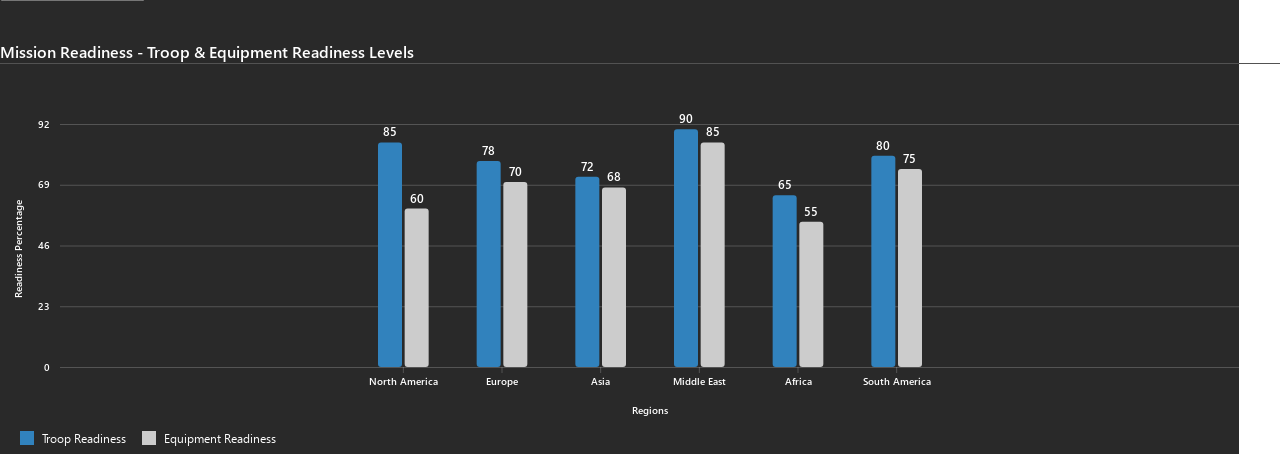 Mission Readiness - Troop & Equipment Readiness Levels
Readiness Percentage
92
69
46
23
0
85
60
78
70
72
68
90
85
65
55
80
75
North America
Europe
Asia
Middle East
Africa
South America
Regions
Troop Readiness
Equipment Readiness